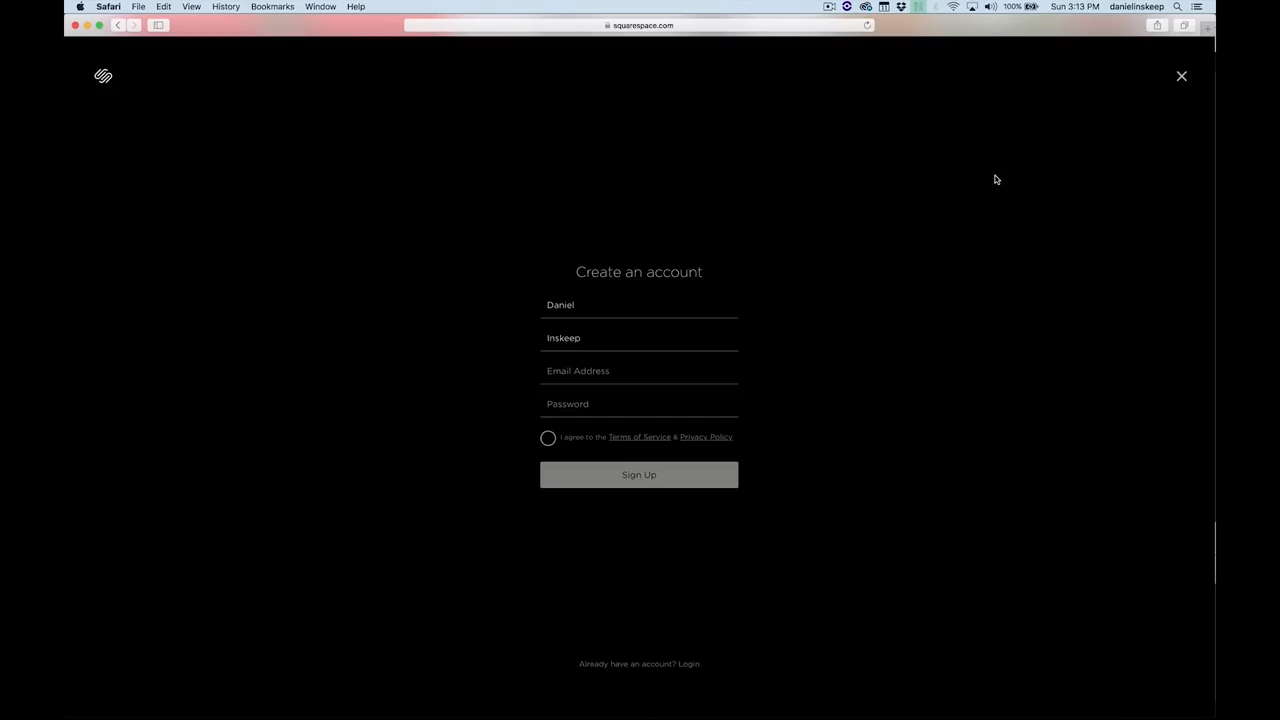 Safari File Edit View History Bookmarks Window Help 100% Sun 3:13 PM danielinskeep
squarespace.com
Create an account
Daniel
Inskeep
Email Address
Password
I agree to the Terms of Service & Privacy Policy
Sign Up
Already have an account? Login